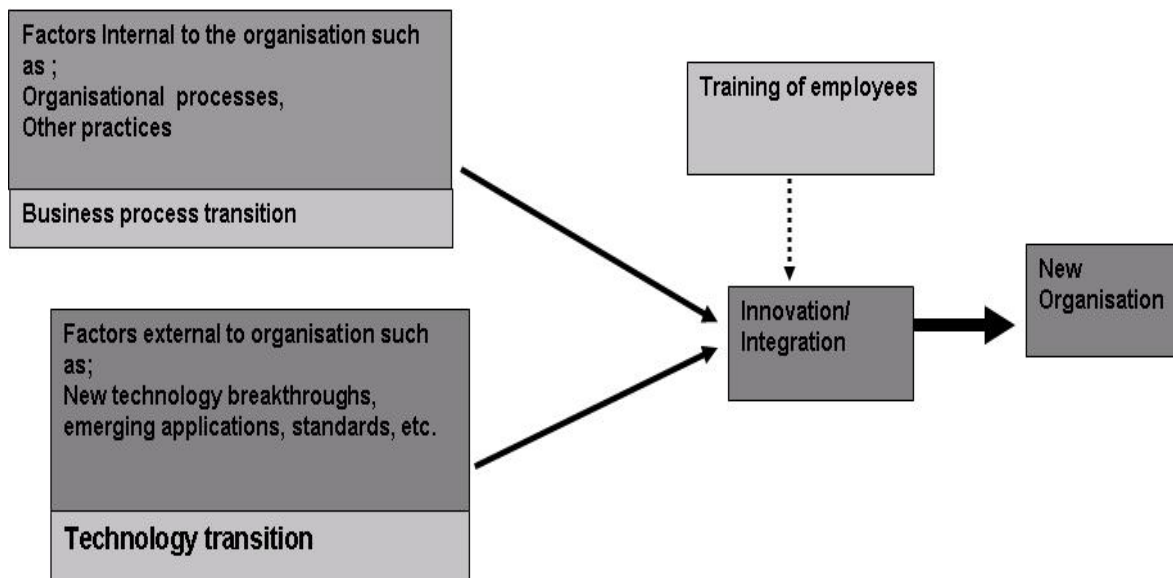 Factors Internal to the organisation such
as ;
Organisational processes,
Other practices
Business process transition
Training of employees
Factors external to organisation such
as;
New technology breakthroughs,
emerging applications, standards, etc.
Technology transition
Innovation/
Integration
New
Organisation